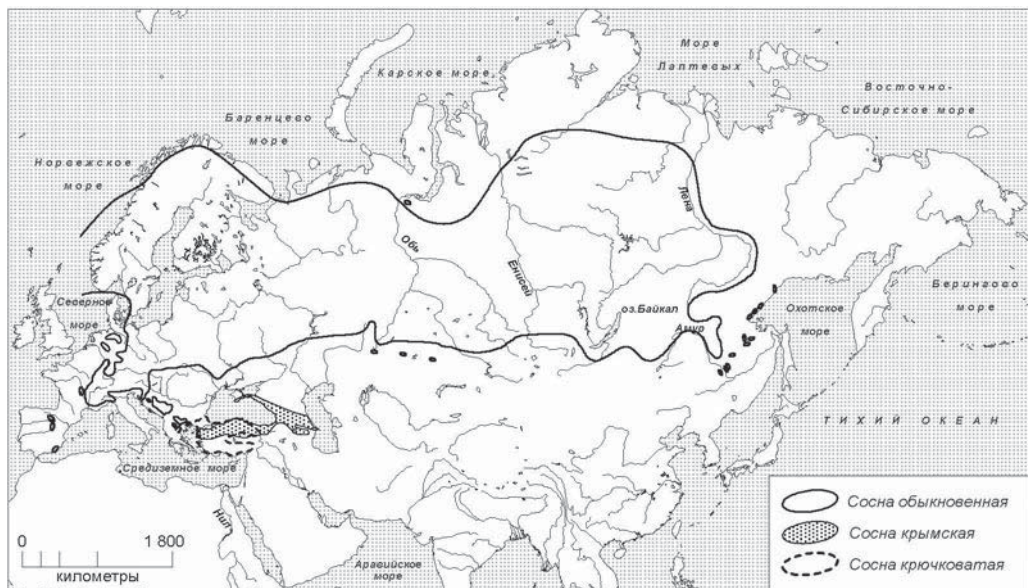 Море
Лаптевых
Карское море
Восточно-
Сибирское море
Баренцево
море
Норвежское
море
Лена
Обь
Енисей
Берингово
море
Северное
море
оз.Байкал
Охотское
море
Амур
ТИХИЙ ОКЕАН
Средиземное море
Нил
Аравийское
море
0 1 800
километры
Сосна обыкновенная
Сосна крымская
Сосна крючковатая